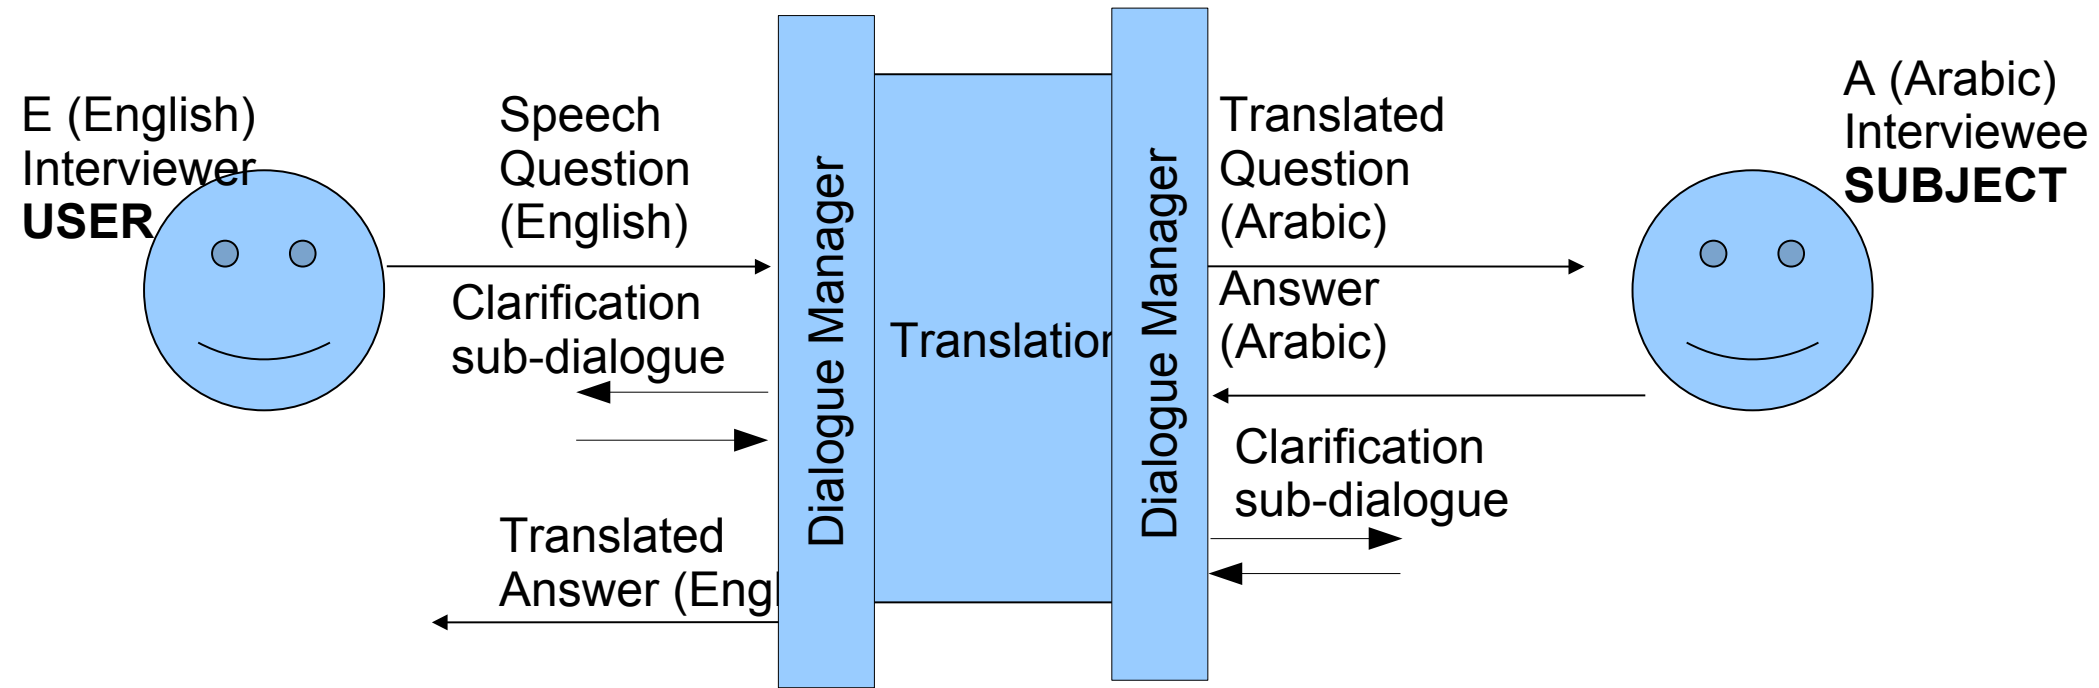 E (English)
Interviewer
USER
Speech
Question
(English)
Clarification
sub-dialogue
Translated
Answer (Engl
Dialogue Manager
Translation
Dialogue Manager
Translated
Question
(Arabic)
Answer
(Arabic)
Clarification
sub-dialogue
A (Arabic)
Interviewee
SUBJECT